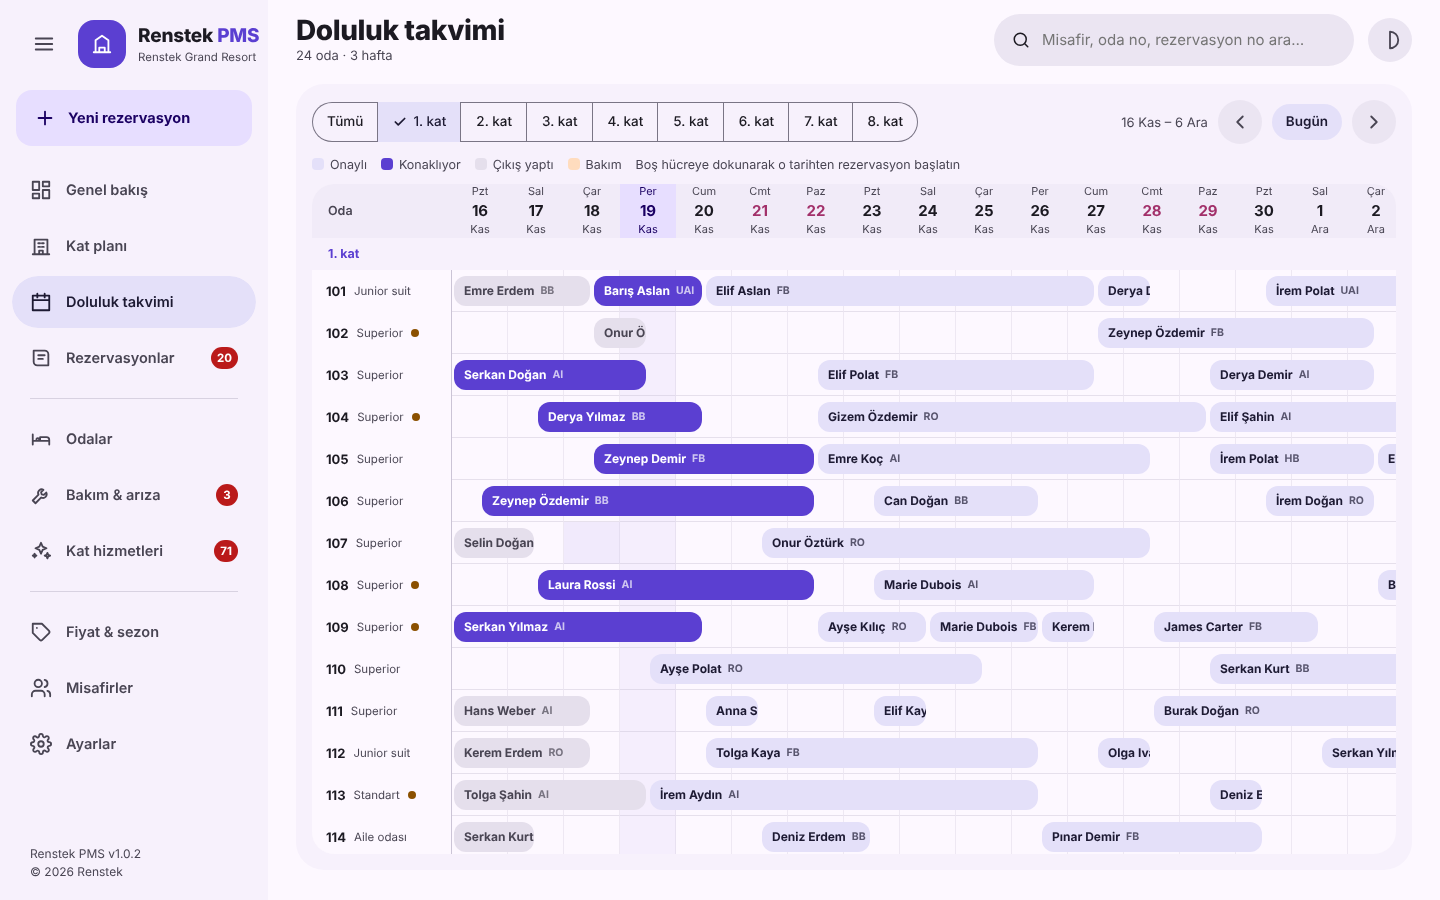 Renstek PMS
Renstek Grand Resort
Yeni rezervasyon
Genel bakış
Kat planı
Doluluk takvimi
Rezervasyonlar 20
Odalar
Bakım & arıza 3
Kat hizmetleri 71
Fiyat & sezon
Misafirler
Ayarlar
Renstek PMS v1.0.2
© 2026 Renstek
Doluluk takvimi
24 oda · 3 hafta
Misafir, oda no, rezervasyon no ara...
Tümü 1. kat 2. kat 3. kat 4. kat 5. kat 6. kat 7. kat 8. kat
16 Kas – 6 Ara Bugün
Onaylı Konaklıyor Çıkış yaptı Bakım Boş hücreye dokunarak o tarihten rezervasyon başlatın
Pzt Sal Çar Per Cum Cmt Paz Pzt Sal Çar Per Cum Cmt Paz Pzt Sal Çar
Oda 16 17 18 19 20 21 22 23 24 25 26 27 28 29 30 1 2
Kas Kas Kas Kas Kas Kas Kas Kas Kas Kas Kas Kas Kas Kas Kas Ara Ara
1. kat
101 Junior suit Emre Erdem BB Barış Aslan UAI Elif Aslan FB Derya İrem Polat UAI
102 Superior Onur Ö Zeynep Özdemir FB
103 Superior Serkan Doğan AI Elif Polat FB Derya Demir AI
104 Superior Derya Yılmaz BB Gizem Özdemir RO Elif Şahin AI
105 Superior Zeynep Demir FB Emre Koç AI İrem Polat HB E
106 Superior Zeynep Özdemir BB Can Doğan BB İrem Doğan RO
107 Superior Selin Doğan Onur Öztürk RO
108 Superior Laura Rossi AI Marie Dubois AI B
109 Superior Serkan Yılmaz AI Ayşe Kılıç RO Marie Dubois FB Kerem James Carter FB
110 Superior Ayşe Polat RO Serkan Kurt BB
111 Superior Hans Weber AI Anna S Elif Kay Burak Doğan RO
112 Junior suit Kerem Erdem RO Tolga Kaya FB Olga Iva Serkan Yılm
113 Standart Tolga Şahin AI İrem Aydın AI Deniz E
114 Aile odası Serkan Kurt Deniz Erdem BB Pınar Demir FB